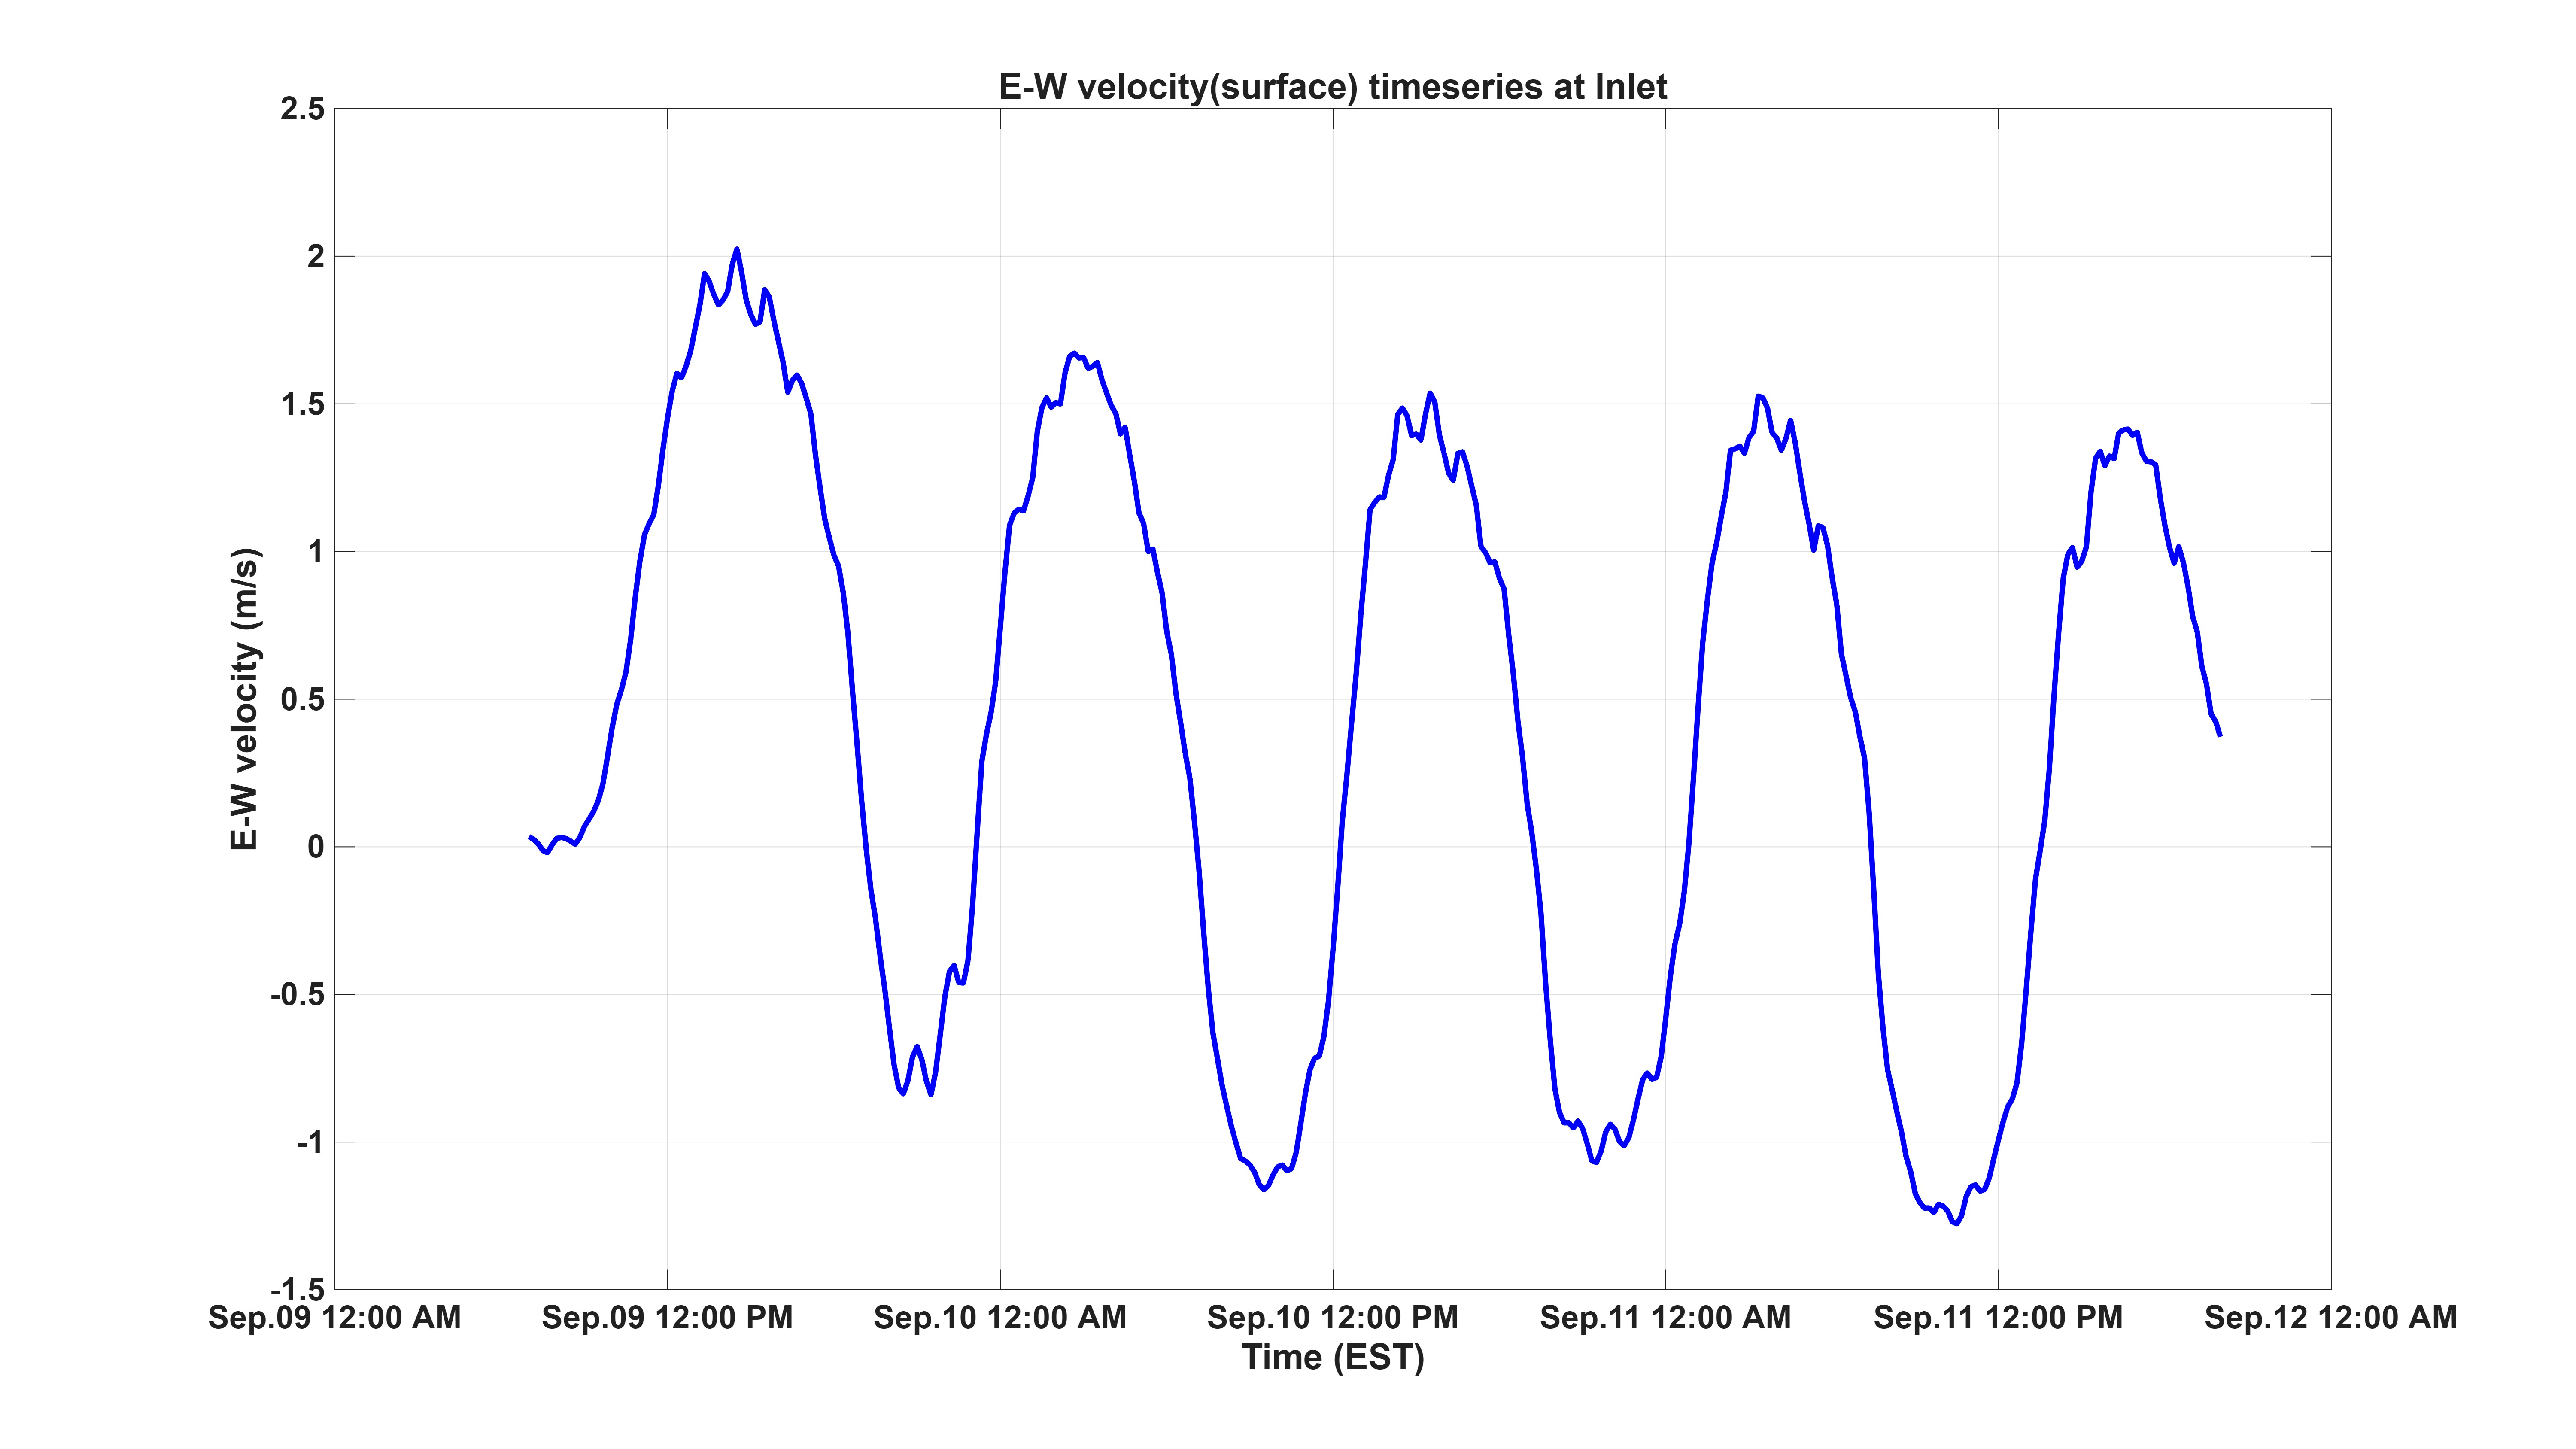 E-W velocity(surface) timeseries at Inlet
2.5
2
1.5
1
0.5
0
-0.5
-1
-1.5
E-W velocity (m/s)
Sep.09 12:00 AM Sep.09 12:00 PM Sep.10 12:00 AM Sep.10 12:00 PM Sep.11 12:00 AM Sep.11 12:00 PM Sep.12 12:00 AM
Time (EST)